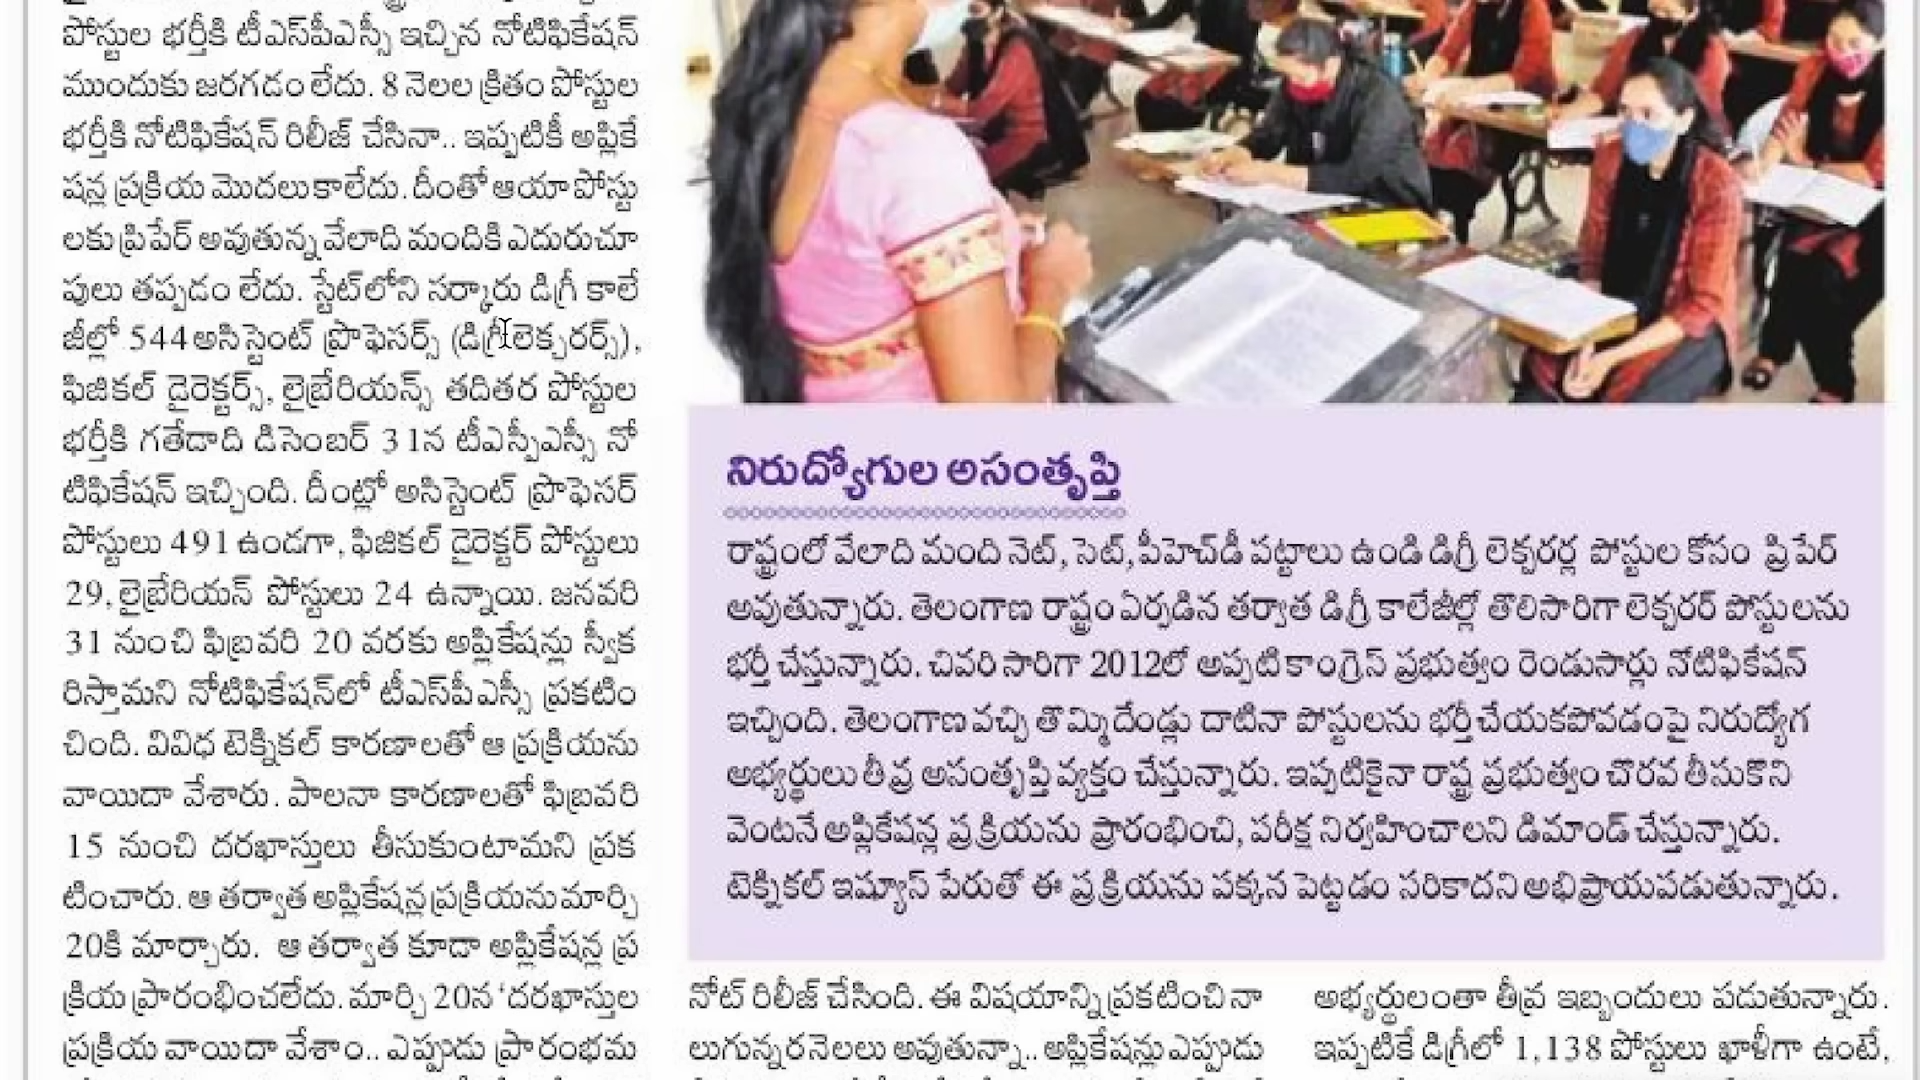 పోస్టుల భర్తీకి టీఎస్‌పీఎస్సీ ఇచ్చిన నోటిఫికేషన్
ముందుకు జరగడం లేదు. 8 నెలల క్రితం పోస్టుల
భర్తీకి నోటిఫికేషన్ రిలీజ్ చేసినా.. ఇప్పటికీ అప్లికే
షన్ల ప్రక్రియ మొదలుకాలేదు. దీంతో ఆయా పోస్టు
లకు ప్రిపేర్ అవుతున్న వేలాది మందికి ఎదురుచూ
పులు తప్పడం లేదు. స్టేట్‌లోని సర్కారు డిగ్రీ కాలే
జీల్లో 544 అసిస్టెంట్ ప్రొఫెసర్స్ (డిగ్రీ లెక్చరర్స్),
ఫిజికల్ డైరెక్టర్స్, లైబ్రేరియన్స్ తదితర పోస్టుల
భర్తీకి గతేడాది డిసెంబర్ 31న టీఎస్పీఎస్సీ నో
టిఫికేషన్ ఇచ్చింది. దీంట్లో అసిస్టెంట్ ప్రొఫెసర్
పోస్టులు 491 ఉండగా, ఫిజికల్ డైరెక్టర్ పోస్టులు
29, లైబ్రేరియన్ పోస్టులు 24 ఉన్నాయి. జనవరి
31 నుంచి ఫిబ్రవరి 20 వరకు అప్లికేషన్లు స్వీక
రిస్తామని నోటిఫికేషన్‌లో టీఎస్‌పీఎస్సీ ప్రకటిం
చింది. వివిధ టెక్నికల్ కారణాలతో ఆ ప్రక్రియను
వాయిదా వేశారు. పాలనా కారణాలతో ఫిబ్రవరి
15 నుంచి దరఖాస్తులు తీసుకుంటామని ప్రక
టించారు. ఆ తర్వాత అప్లికేషన్ల ప్రక్రియను మార్చి
20కి మార్చారు. ఆ తర్వాత కూడా అప్లికేషన్ల ప్ర
క్రియ ప్రారంభించలేదు. మార్చి 20న ‘దరఖాస్తుల
ప్రక్రియ వాయిదా వేశాం.. ఎప్పుడు ప్రారంభమ
నిరుద్యోగుల అసంతృప్తి
రాష్ట్రంలో వేలాది మంది నెట్, సెట్, పీహెచ్‌డీ పట్టాలు ఉండి డిగ్రీ లెక్చరర్ల పోస్టుల కోసం ప్రిపేర్
అవుతున్నారు. తెలంగాణ రాష్ట్రం ఏర్పడిన తర్వాత డిగ్రీ కాలేజీల్లో తొలిసారిగా లెక్చరర్ పోస్టులను
భర్తీ చేస్తున్నారు. చివరి సారిగా 2012లో అప్పటి కాంగ్రెస్ ప్రభుత్వం రెండుసార్లు నోటిఫికేషన్
ఇచ్చింది. తెలంగాణ వచ్చి తొమ్మిదేండ్లు దాటినా పోస్టులను భర్తీ చేయకపోవడంపై నిరుద్యోగ
అభ్యర్థులు తీవ్ర అసంతృప్తి వ్యక్తం చేస్తున్నారు. ఇప్పటికైనా రాష్ట్ర ప్రభుత్వం చొరవ తీసుకొని
వెంటనే అప్లికేషన్ల ప్రక్రియను ప్రారంభించి, పరీక్ష నిర్వహించాలని డిమాండ్ చేస్తున్నారు.
టెక్నికల్ ఇష్యూస్ పేరుతో ఈ ప్రక్రియను పక్కన పెట్టడం సరికాదని అభిప్రాయపడుతున్నారు.
నోట్ రిలీజ్ చేసింది. ఈ విషయాన్ని ప్రకటించి నా
లుగున్నర నెలలు అవుతున్నా.. అప్లికేషన్లు ఎప్పుడు
అభ్యర్థులంతా తీవ్ర ఇబ్బందులు పడుతున్నారు.
ఇప్పటికే డిగ్రీలో 1,138 పోస్టులు ఖాళీగా ఉంటే,